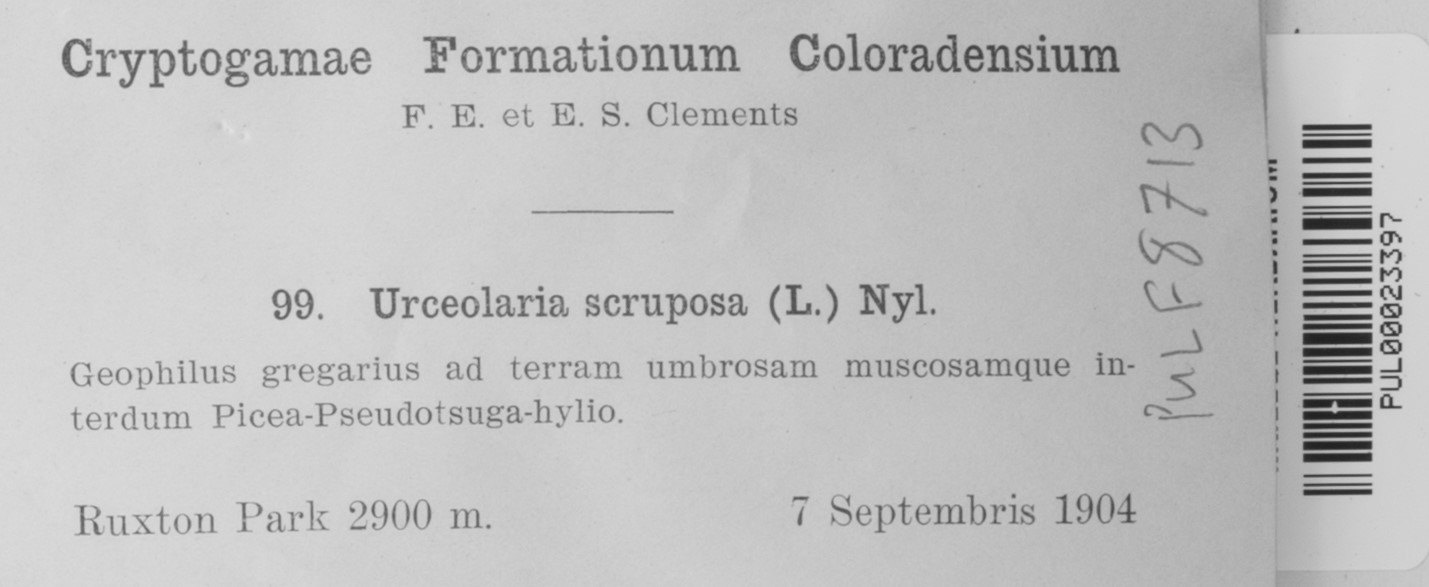 Cryptogamae Formationum Coloradensium
F. E. et E. S. Clements
99. Urceolaria scruposa (L.) Nyl.
Geophilus gregarius ad terram umbrosam muscosamque in-
terdum Picea-Pseudotsuga-hylio.
Ruxton Park 2900 m.
7 Septembris 1904
PUL F8713
PUL00023397